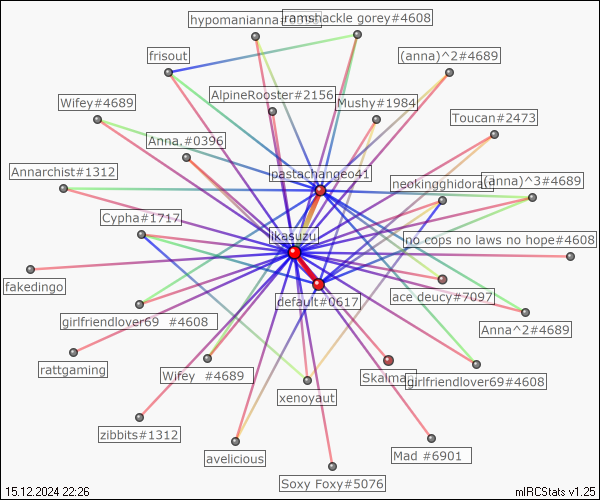 hypomanianna#0396
ramshackle gorey#4608
frisout
(anna)^2#4689
AlpineRooster#2156
Wifey#4689
Mushy#1984
Toucan#2473
Anna.#0396
Annarchist#1312
pastachangeo41
neokingghidorah
(anna)^3#4689
Cypha#1717
ikasuzu
no cops no laws no hope#4608
fakedingo
ace deucy#7097
default#0617
girlfriendlover69 #4608
Anna^2#4689
rattgaming
Wifey #4689
Skalmag
girlfriendlover69#4608
xenoyaut
zibbits#1312
avelicious
Mad #6901
Soxy Foxy#5076
15.12.2024 22:26
mIRCStats v1.25